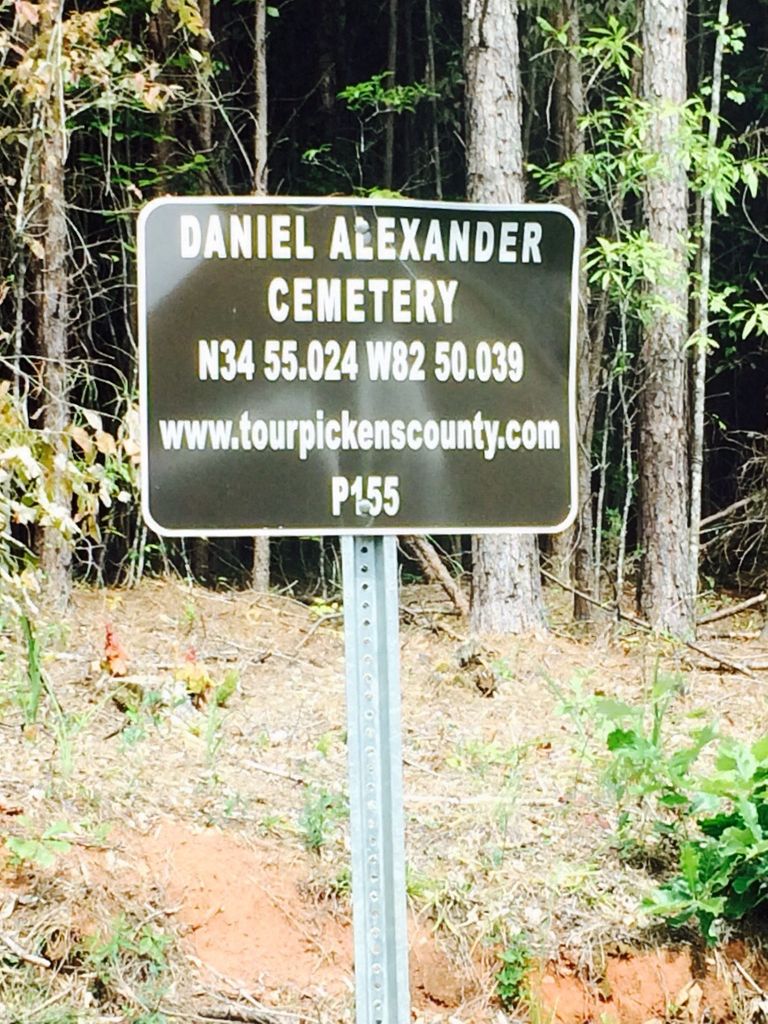 DANIEL ALEXANDER
CEMETERY
N34 55.024 W82 50.039
www.tourpickenscounty.com
P155